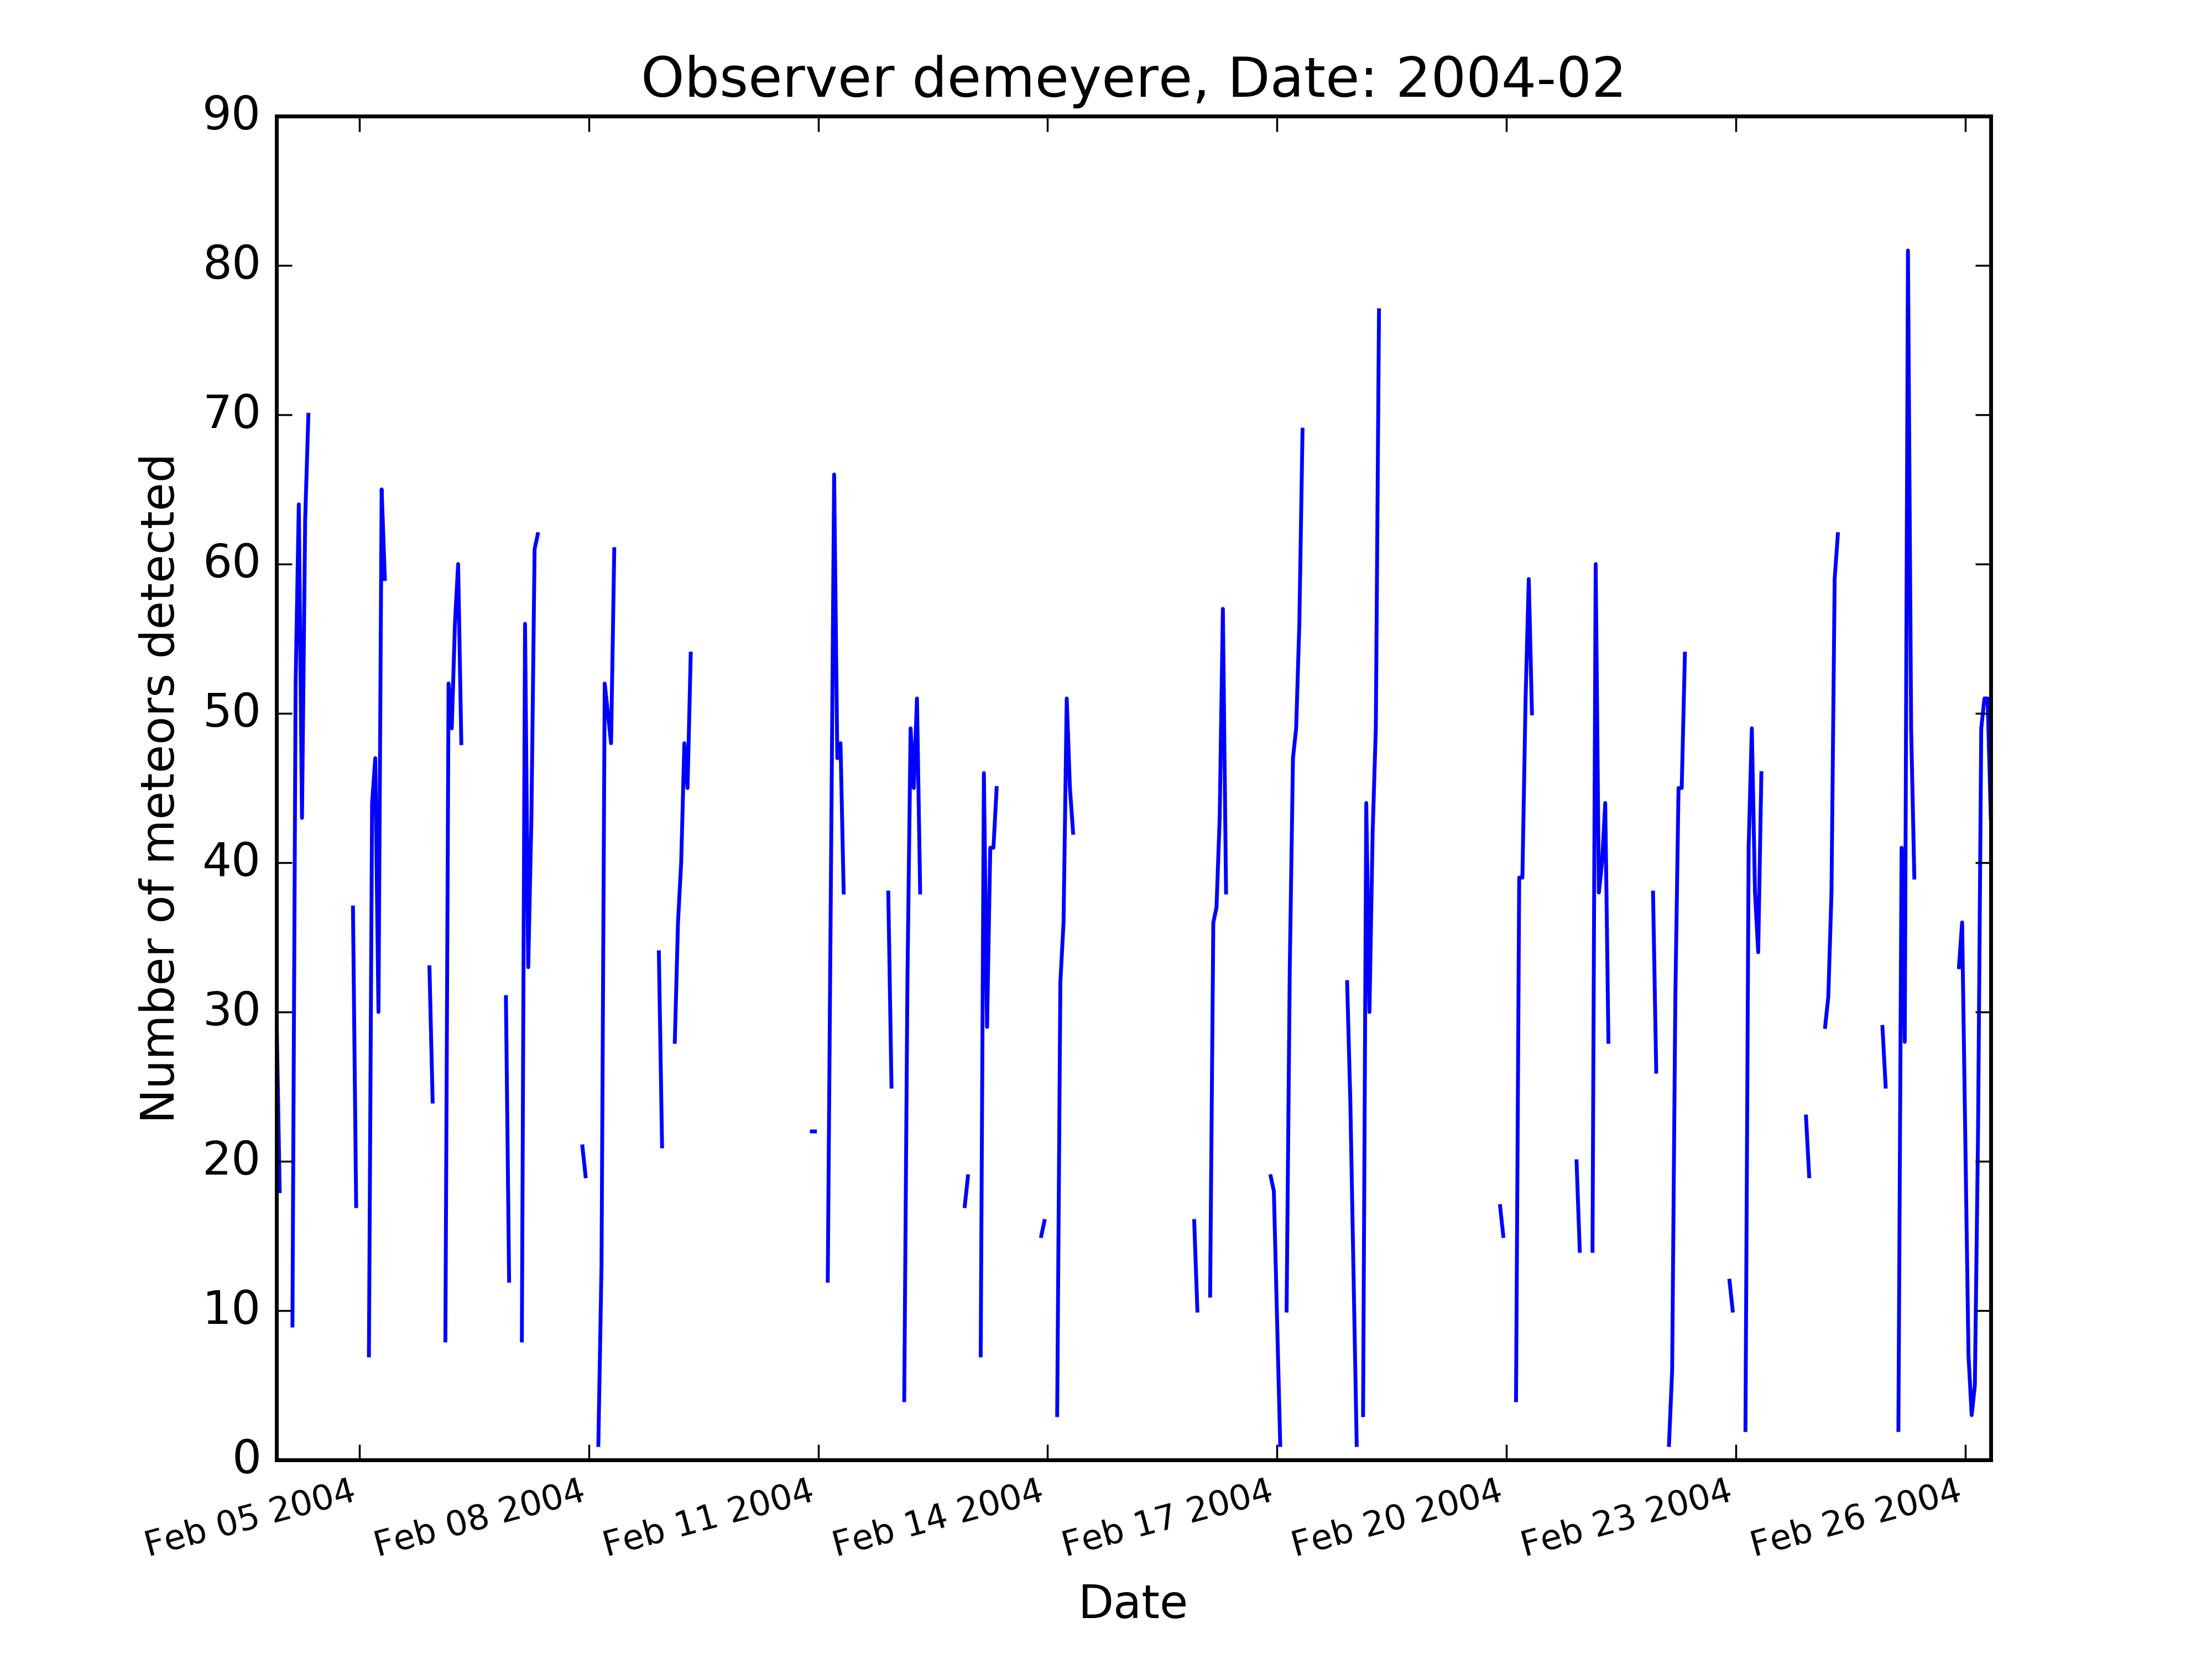 Observer demeyere, Date: 2004-02
Number of meteors detected
90
80
70
60
50
40
30
20
10
0
Feb 05 2004
Feb 08 2004
Feb 11 2004
Feb 14 2004
Feb 17 2004
Feb 20 2004
Feb 23 2004
Feb 26 2004
Date